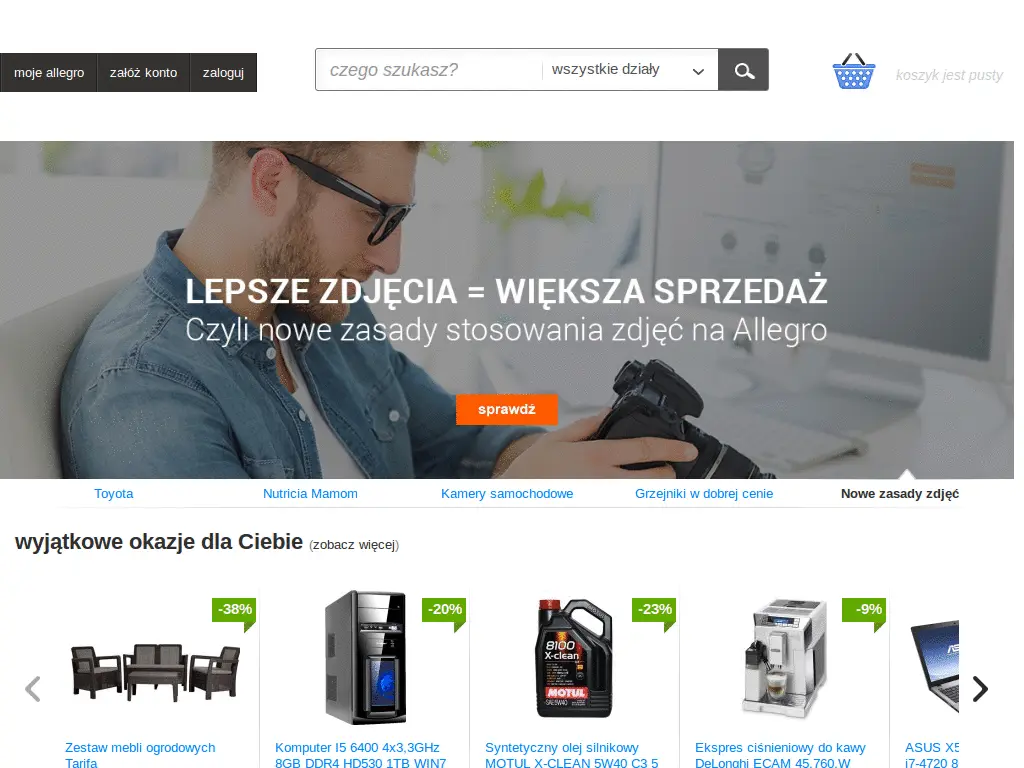 moje allegro załóż konto zaloguj czego szukasz? wszystkie działy koszyk jest pusty
LEPSZE ZDJĘCIA = WIĘKSZA SPRZEDAŻ
Czyli nowe zasady stosowania zdjęć na Allegro
sprawdź
Toyota Nutricia Mamom Kamery samochodowe Grzejniki w dobrej cenie Nowe zasady zdjęć
wyjątkowe okazje dla Ciebie (zobacz więcej)
-38% -20% -23% -9%
8100
X-clean
MOTUL
SAE 5W40
Zestaw mebli ogrodowych
Tarifa
Komputer I5 6400 4x3,3GHz
8GB DDR4 HD530 1TB WIN7
Syntetyczny olej silnikowy
MOTUL X-CLEAN 5W40 C3 5
Ekspres ciśnieniowy do kawy
DeLonghi ECAM 45.760.W
ASUS X5
i7-4720 8